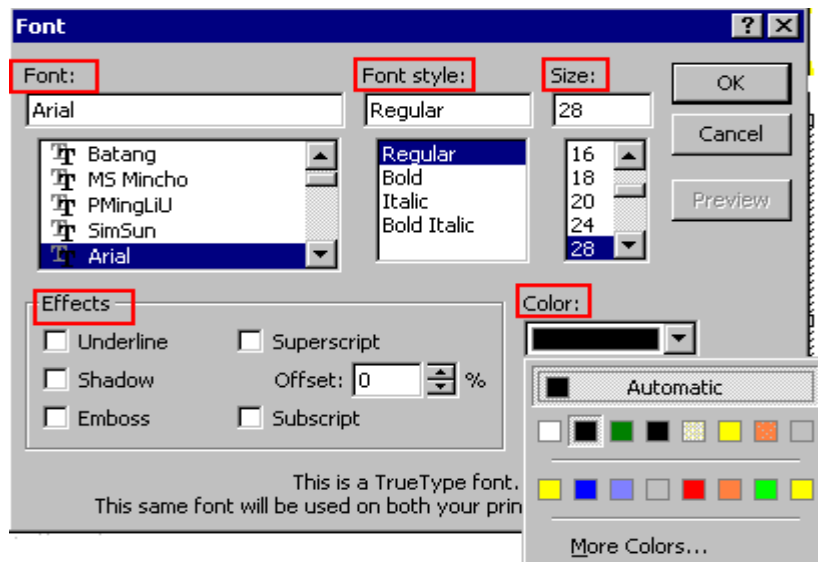 Font
Font: Font style: Size:
Arial Regular 28 OK
Cancel
Batang Regular 16
MS Mincho Bold 18
PMingLiU Italic 20 Preview
SimSun Bold Italic 24
Arial 28
Effects Color:
Underline Superscript
Shadow Offset: 0 %
Emboss Subscript
Automatic
This is a TrueType font.
This same font will be used on both your prin
More Colors...